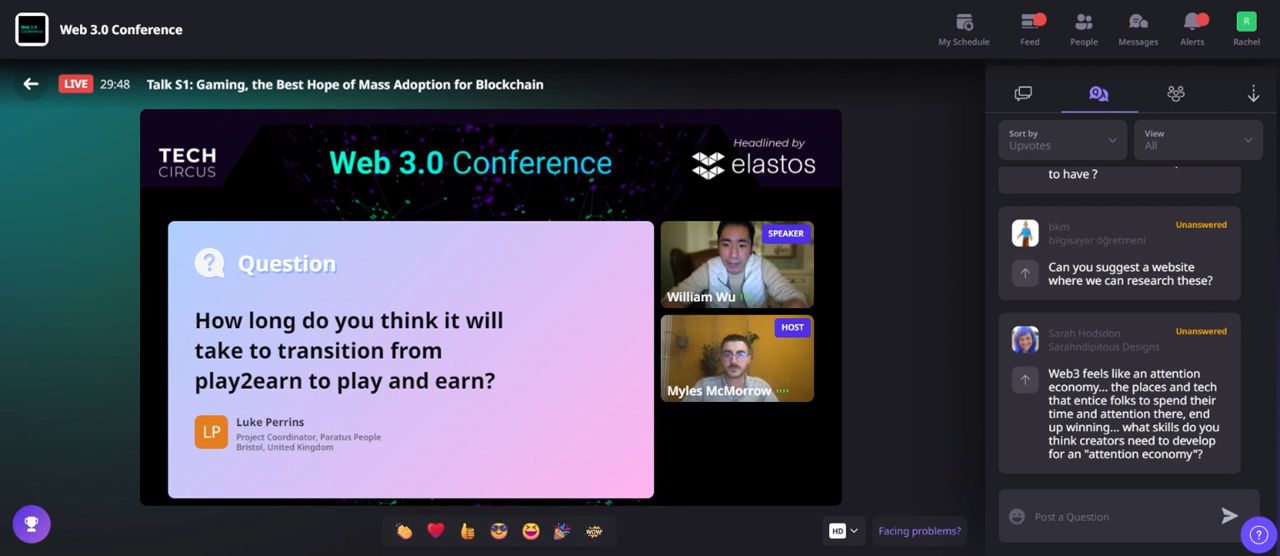 Web 3.0 Conference
Web 3.0 Conference
My Schedule
Feed
People
Messages
Alerts
R
Rachel
LIVE 29:48 Talk S1: Gaming, the Best Hope of Mass Adoption for Blockchain
TECH
CIRCUS
Web 3.0 Conference
Headlined by
elastos
Question
How long do you think it will
take to transition from
play2earn to play and earn?
LP
Luke Perrins
Project Coordinator, Paratus People
Bristol, United Kingdom
SPEAKER
William Wu
HOST
Myles McMorrow
WOW
HD
Facing problems?
Sort by
Upvotes
View
All
to have ?
bkm
bilgisayar öğretmeni
Unanswered
Can you suggest a website
where we can research these?
Sarah Hodsdon
Sarahndipitous Designs
Unanswered
Web3 feels like an attention
economy... the places and tech
that entice folks to spend their
time and attention there, end
up winning... what skills do you
think creators need to develop
for an "attention economy"?
Post a Question